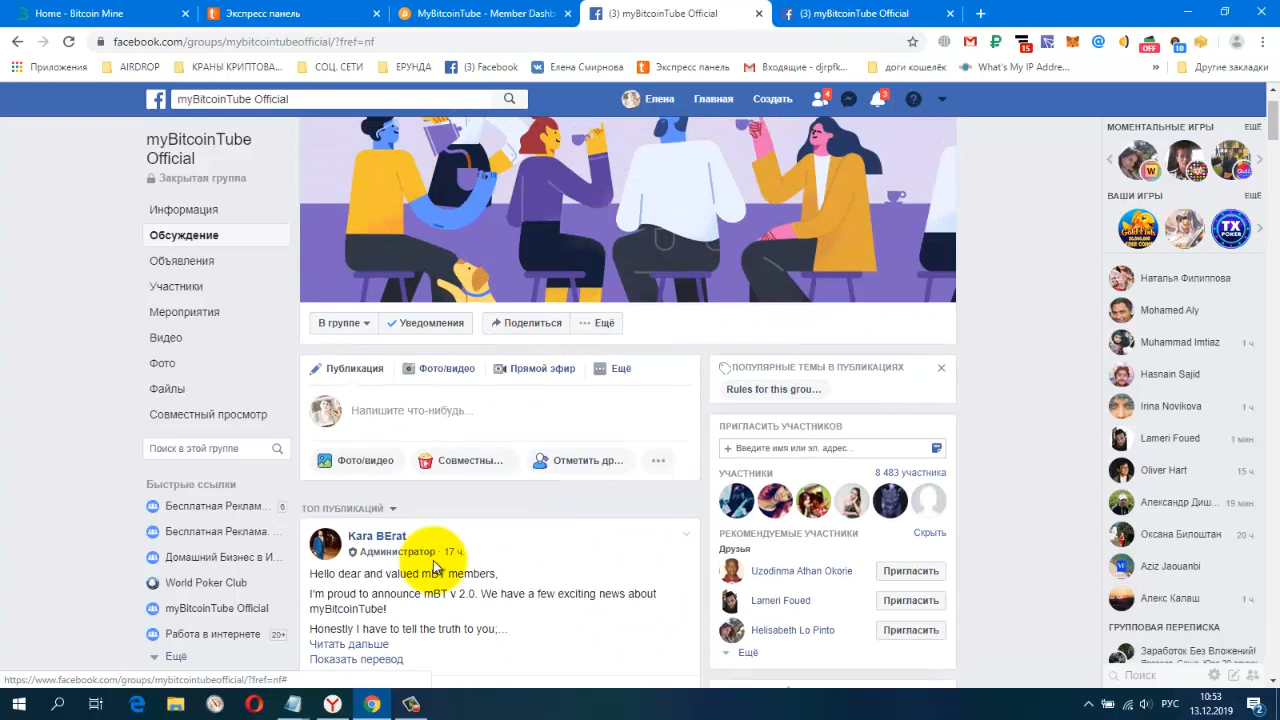 Home - Bitcoin Mine
Экспресс панель
MyBitcoinTube - Member Dashb
(3) myBitcoinTube Official
(3) myBitcoinTube Official
facebook.com/groups/mybitcointubeofficial/?fref=nf
15
OFF
10
Приложения
AIRDROP
КРАНЫ КРИПТОВА...
СОЦ. СЕТИ
ЕРУНДА
(3) Facebook
Елена Смирнова
Экспресс панель
Входящие - djrpfk...
доги кошелёк
What's My IP Addre...
»
Другие закладки
myBitcoinTube Official
Елена
Главная
Создать
4
3
myBitcoinTube
Official
Закрытая группа
Информация
Обсуждение
Объявления
Участники
Мероприятия
Видео
Фото
Файлы
Совместный просмотр
Поиск в этой группе
Быстрые ссылки
Бесплатная Реклам...
6
Бесплатная Реклама. ...
Домашний Бизнес в И...
World Poker Club
myBitcoinTube Official
Работа в интернете
20+
Ещё
В группе
Уведомления
Поделиться
Ещё
Публикация
Фото/видео
Прямой эфир
Ещё
Напишите что-нибудь...
Фото/видео
Совместны...
Отметить др...
ТОП ПУБЛИКАЦИЙ
Kara BErat
Администратор · 17 ч.
Hello dear and valued mBT members,
I'm proud to announce mBT v 2.0. We have a few exciting news about
myBitcoinTube!
Honestly I have to tell the truth to you;...
Читать дальше
Показать перевод
ПОПУЛЯРНЫЕ ТЕМЫ В ПУБЛИКАЦИЯХ
Rules for this grou...
ПРИГЛАСИТЬ УЧАСТНИКОВ
Введите имя или эл. адрес...
УЧАСТНИКИ
8 483 участника
РЕКОМЕНДУЕМЫЕ УЧАСТНИКИ
Скрыть
Друзья
Uzodinma Athan Okorie
Пригласить
Lameri Foued
Пригласить
Helisabeth Lo Pinto
Пригласить
Ещё
МОМЕНТАЛЬНЫЕ ИГРЫ
ЕЩЁ
ВАШИ ИГРЫ
ЕЩЁ
TX
POKER
Наталья Филиппова
Mohamed Aly
Muhammad Imtiaz
1 ч.
Hasnain Sajid
Irina Novikova
1 ч.
Lameri Foued
1 мин.
Oliver Hart
15 ч.
Александр Диш...
19 мин.
Оксана Билоштан
Aziz Jaouanbi
Алекс Капаш
1 ч.
ГРУППОВАЯ ПЕРЕПИСКА...
Заработок Без Вложений!
Поиск
https://www.facebook.com/groups/mybitcointubeofficial/?fref=nf#
РУС
10:53
13.12.2019
2